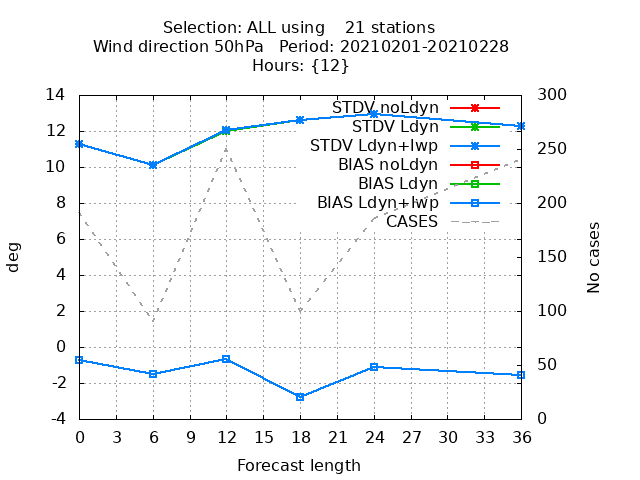 Selection: ALL using 21 stations
Wind direction 50hPa Period: 20210201-20210228
Hours: {12}
14
12
10
8
6
4
2
0
-2
-4
deg
STDV noLdyn
STDV Ldyn
STDV Ldyn+lwp
BIAS noLdyn
BIAS Ldyn
BIAS Ldyn+lwp
CASES
300
250
200
150
100
50
0
No cases
0 3 6 9 12 15 18 21 24 27 30 33 36
Forecast length